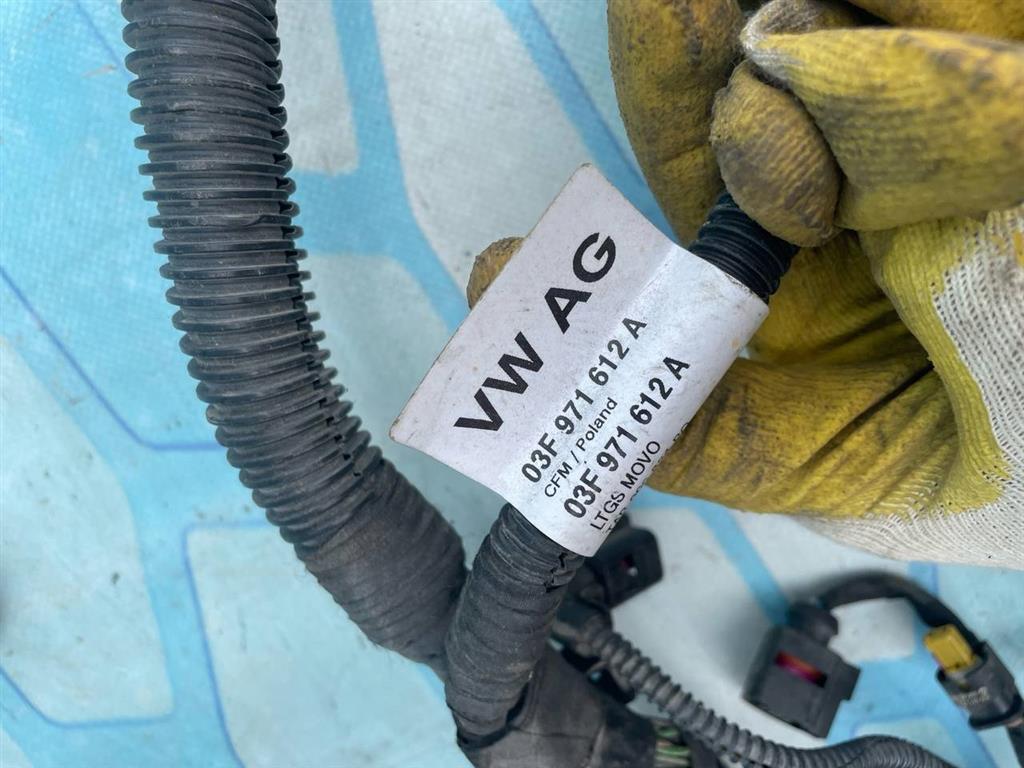 VW AG
03F 971 612 A
CFM / Poland
03F 971 612 A
LTGS MOVO